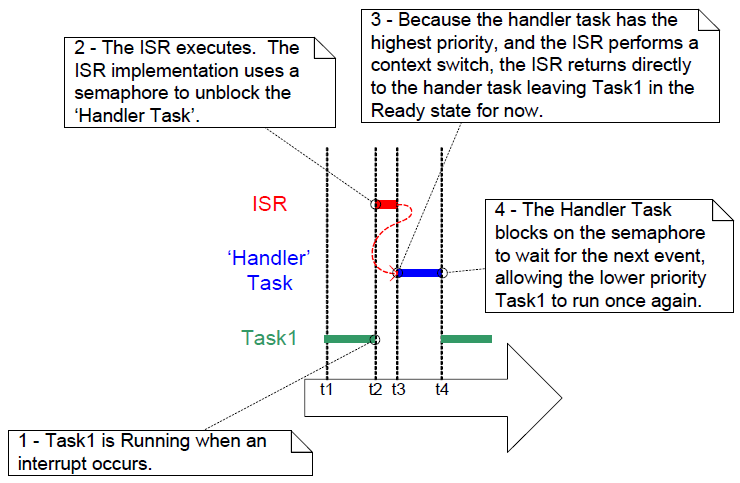 2 - The ISR executes.  The
ISR implementation uses a
semaphore to unblock the
‘Handler Task’.
3 - Because the handler task has the
highest priority, and the ISR performs a
context switch, the ISR returns directly
to the hander task leaving Task1 in the
Ready state for now.
ISR
‘Handler’
Task
Task1
4 - The Handler Task
blocks on the semaphore
to wait for the next event,
allowing the lower priority
Task1 to run once again.
t1 t2 t3 t4
1 - Task1 is Running when an
interrupt occurs.